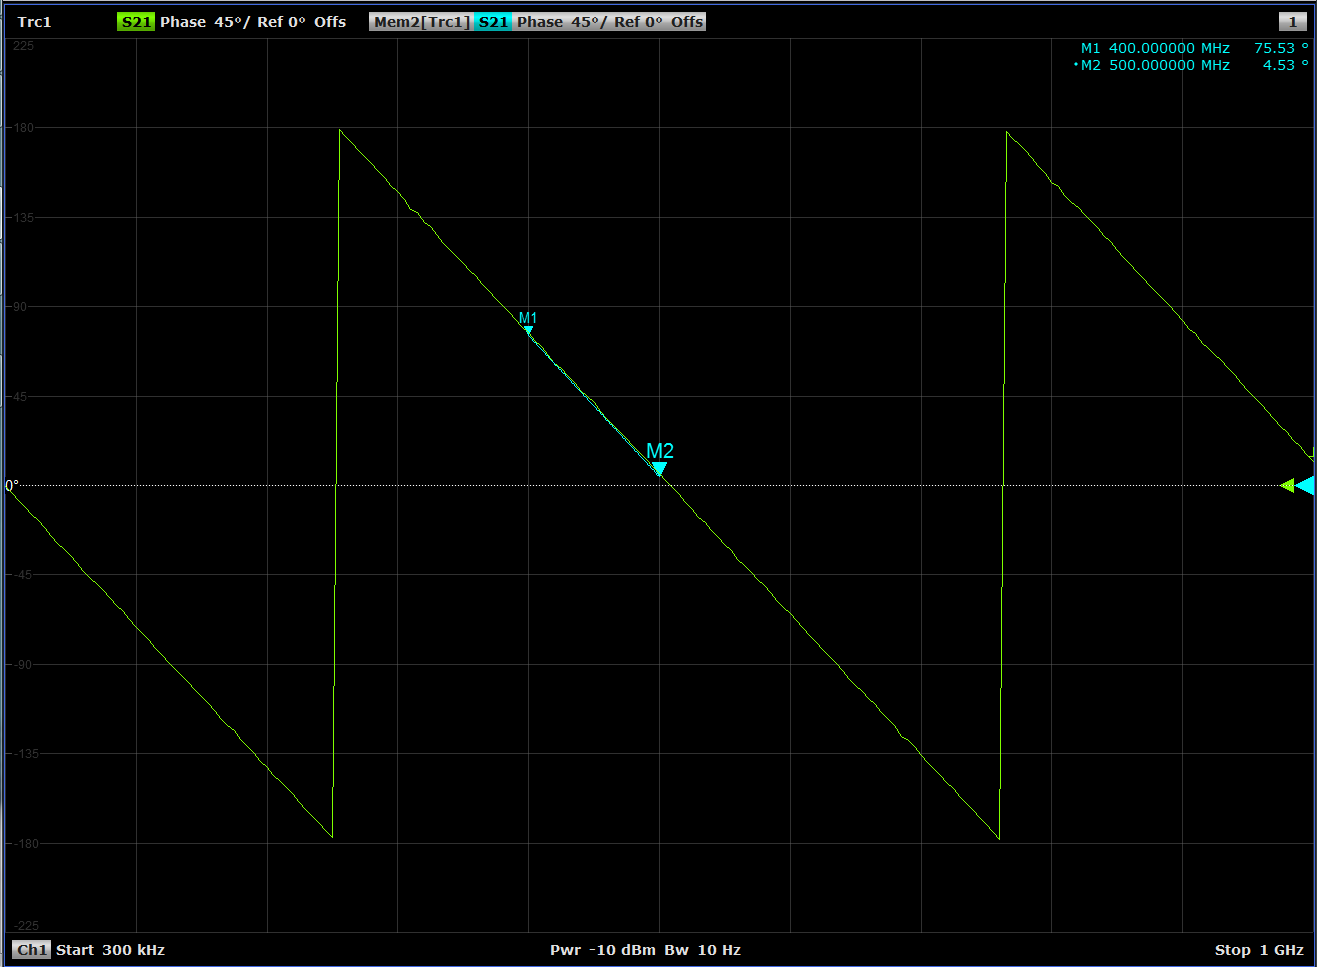 Trc1 S21 Phase 45°/ Ref 0° Offs Mem2[Trc1] S21 Phase 45°/ Ref 0° Offs 1
225
M1 400.000000 MHz 75.53 °
•M2 500.000000 MHz 4.53 °
180
135
90
M1
45
M2
0°
-45
-90
-135
-180
-225
Ch1 Start 300 kHz Pwr -10 dBm Bw 10 Hz Stop 1 GHz